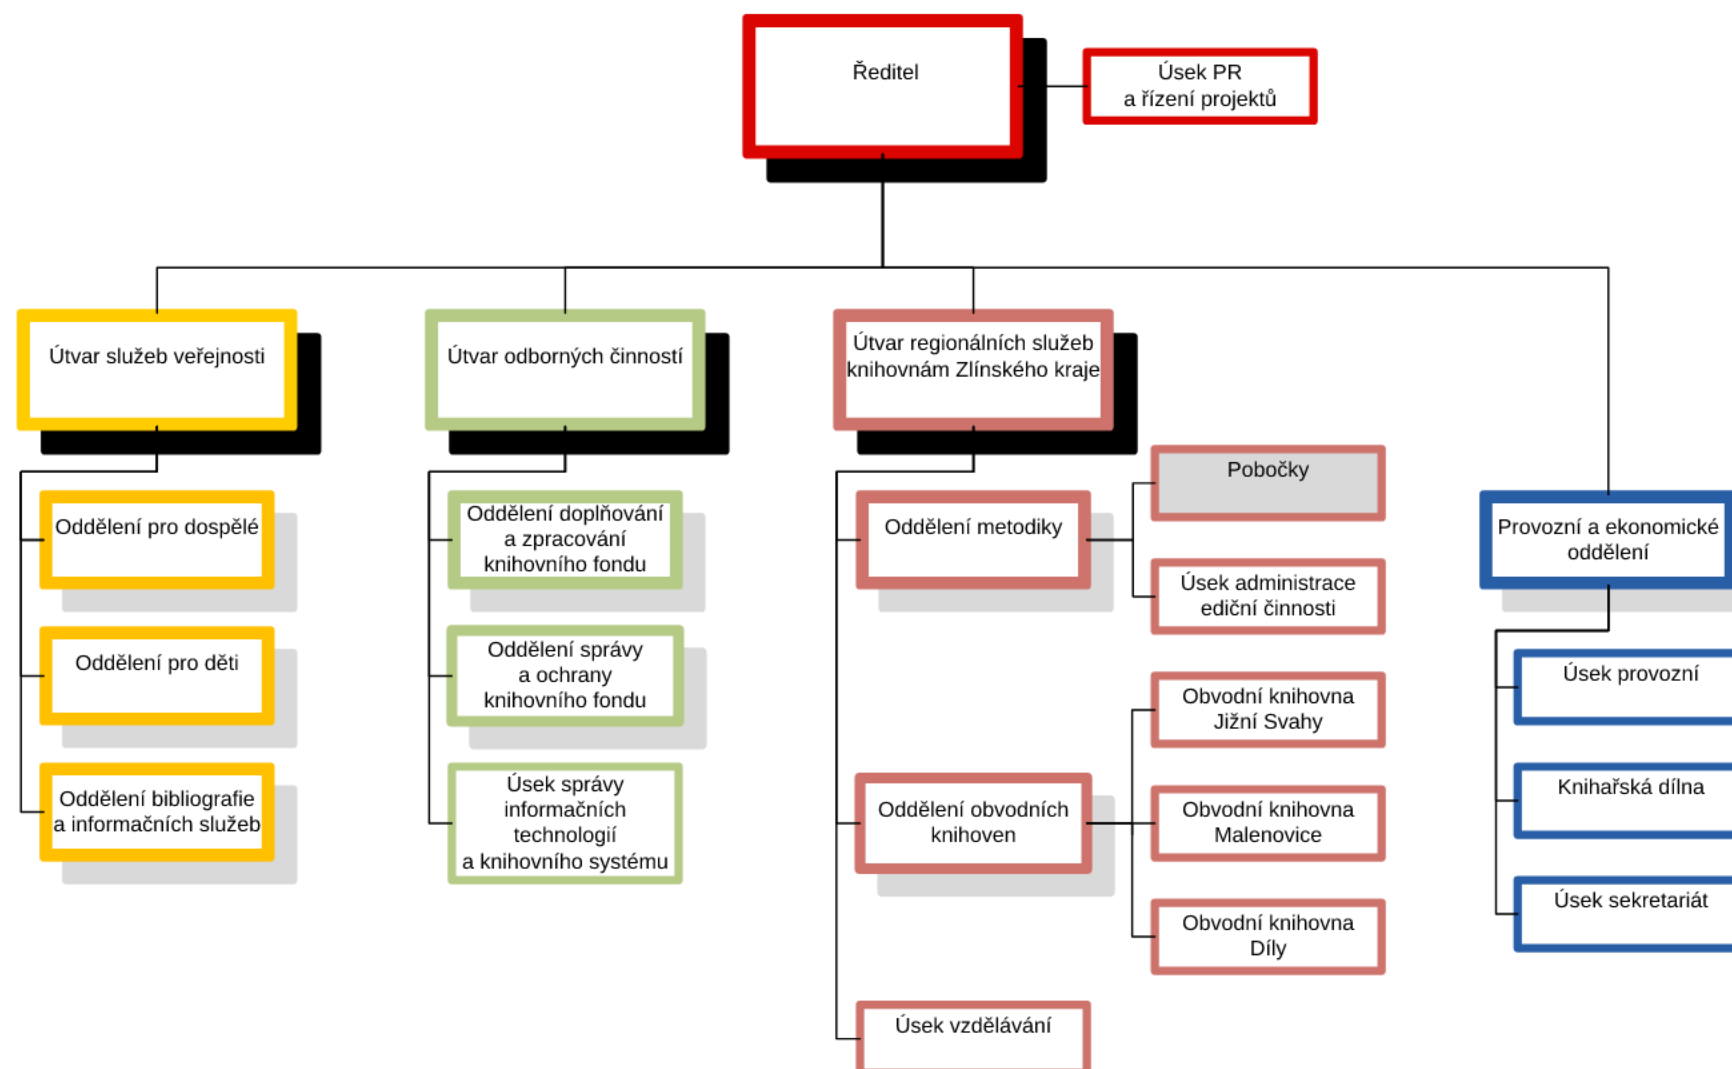 Ředitel
Úsek PR
a řízení projektů
Útvar služeb veřejnosti
Oddělení pro dospělé
Oddělení pro děti
Oddělení bibliografie
a informačních služeb
Útvar odborných činností
Oddělení doplňování
a zpracování
knihovního fondu
Oddělení správy
a ochrany
knihovního fondu
Úsek správy
informačních
technologií
a knihovního systému
Útvar regionálních služeb
knihovnám Zlínského kraje
Oddělení metodiky
Pobočky
Úsek administrace
ediční činnosti
Oddělení obvodních
knihoven
Obvodní knihovna
Jižní Svahy
Obvodní knihovna
Malenovice
Obvodní knihovna
Díly
Úsek vzdělávání
Provozní a ekonomické
oddělení
Úsek provozní
Knihařská dílna
Úsek sekretariát